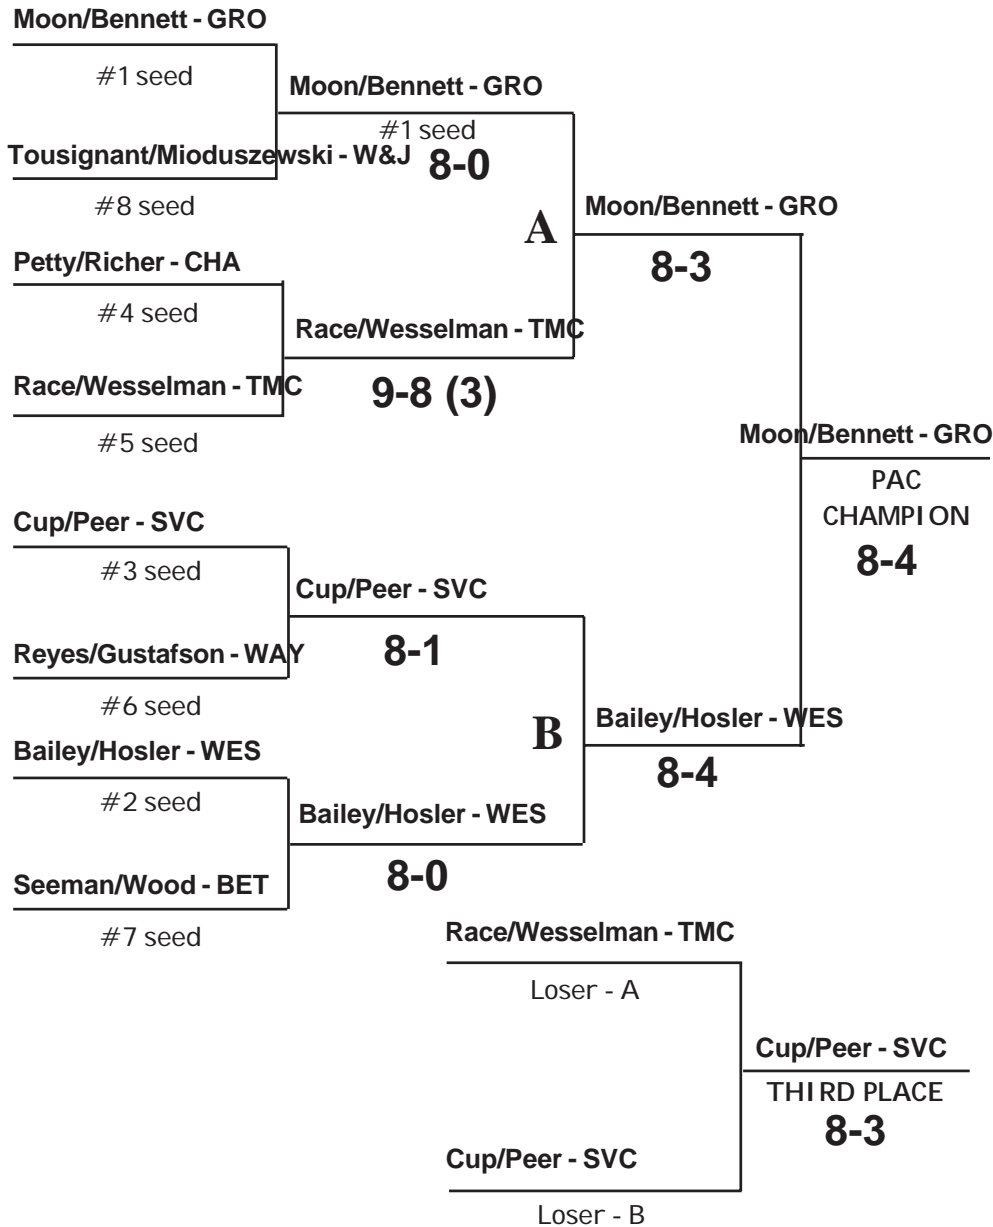 Moon/Bennett - GRO
#1 seed
Moon/Bennett - GRO
#1 seed
Tousignant/Mioduszewski - W&J
8-0
#8 seed
Moon/Bennett - GRO
A
8-3
Petty/Richer - CHA
#4 seed
Race/Wesselman - TMC
Race/Wesselman - TMC
9-8 (3)
#5 seed
Moon/Bennett - GRO
PAC
CHAMPION
8-4
Cup/Peer - SVC
#3 seed
Cup/Peer - SVC
8-1
Reyes/Gustafson - WAY
#6 seed
Bailey/Hosler - WES
B
8-4
Bailey/Hosler - WES
#2 seed
Bailey/Hosler - WES
8-0
Seeman/Wood - BET
#7 seed
Race/Wesselman - TMC
Loser - A
Cup/Peer - SVC
THIRD PLACE
8-3
Cup/Peer - SVC
Loser - B